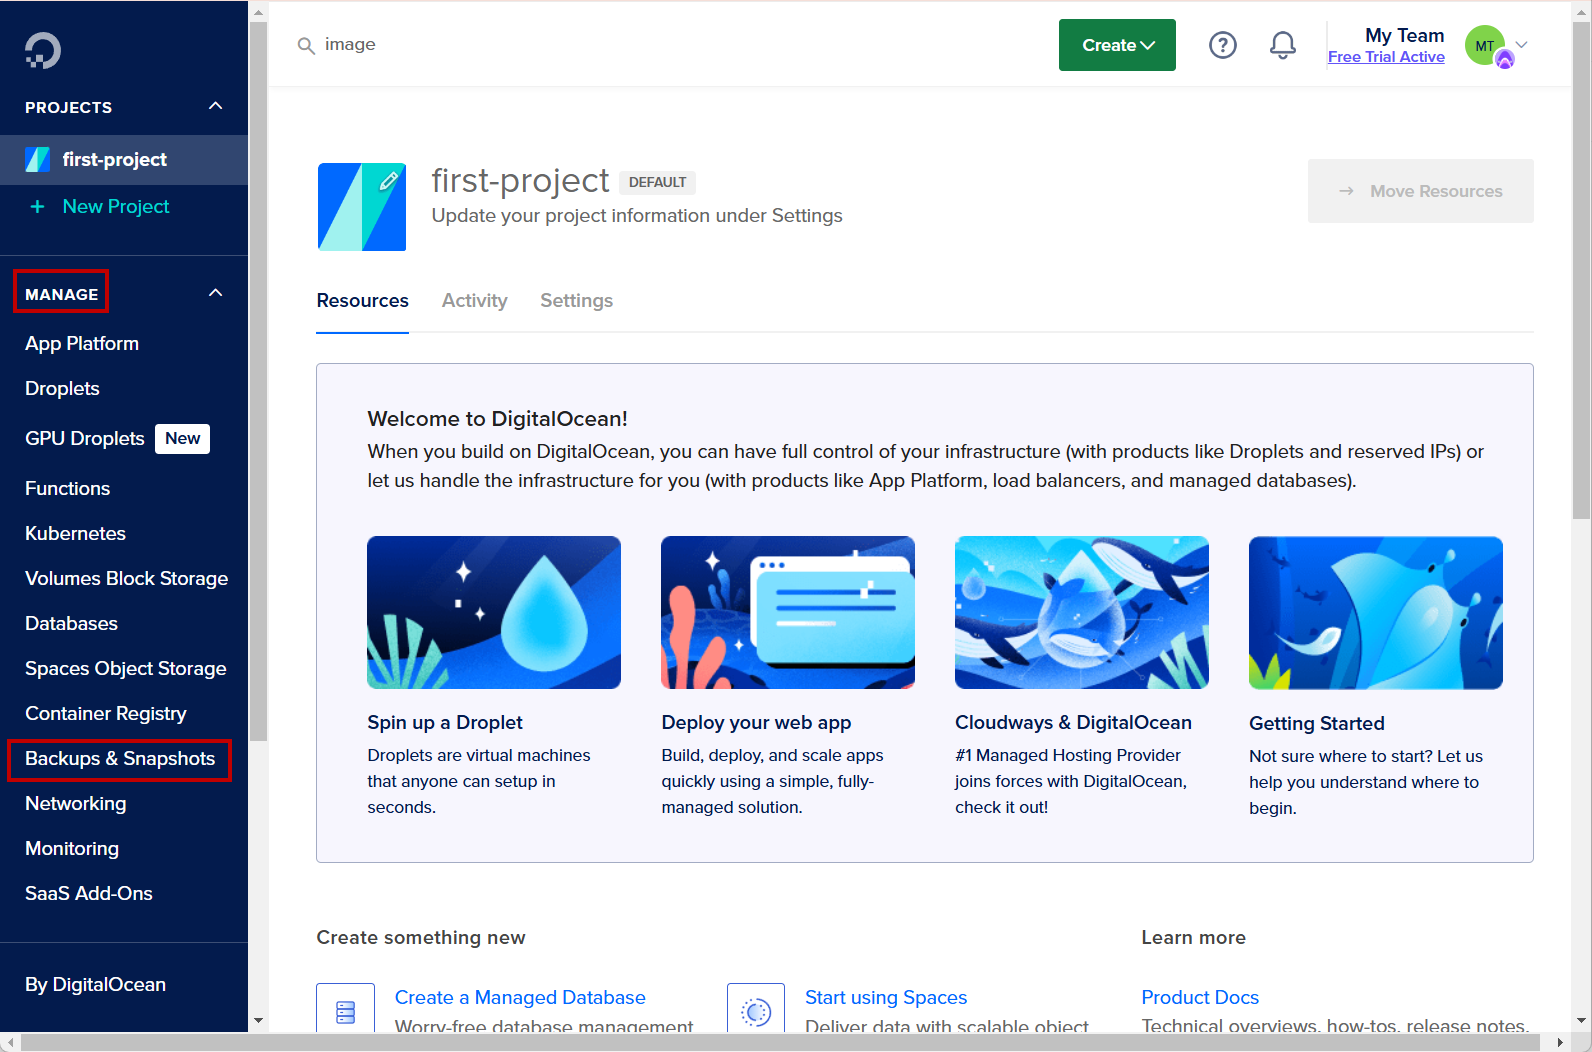 image
Create
My Team
Free Trial Active
MT
PROJECTS
first-project
+ New Project
MANAGE
App Platform
Droplets
GPU Droplets New
Functions
Kubernetes
Volumes Block Storage
Databases
Spaces Object Storage
Container Registry
Backups & Snapshots
Networking
Monitoring
SaaS Add-Ons
By DigitalOcean
first-project DEFAULT
Update your project information under Settings
→ Move Resources
Resources Activity Settings
Welcome to DigitalOcean!
When you build on DigitalOcean, you can have full control of your infrastructure (with products like Droplets and reserved IPs) or
let us handle the infrastructure for you (with products like App Platform, load balancers, and managed databases).
Spin up a Droplet
Droplets are virtual machines
that anyone can setup in
seconds.
Deploy your web app
Build, deploy, and scale apps
quickly using a simple, fully-
managed solution.
Cloudways & DigitalOcean
#1 Managed Hosting Provider
joins forces with DigitalOcean,
check it out!
Getting Started
Not sure where to start? Let us
help you understand where to
begin.
Create something new
Create a Managed Database
Worry-free database management
Start using Spaces
Deliver data with scalable object
Learn more
Product Docs
Technical overviews, how-tos, release notes,